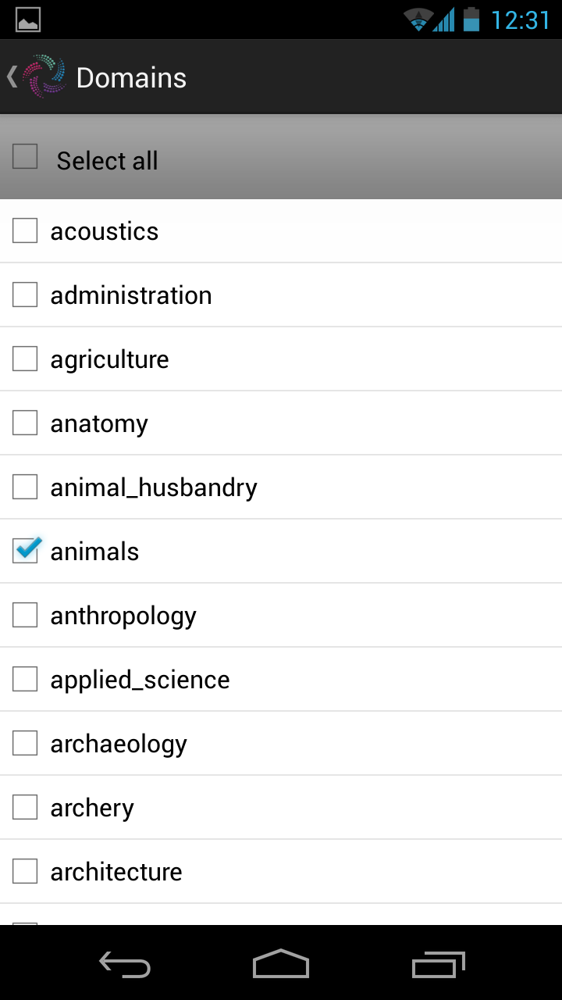 12:31
Domains
Select all
acoustics
administration
agriculture
anatomy
animal_husbandry
animals
anthropology
applied_science
archaeology
archery
architecture